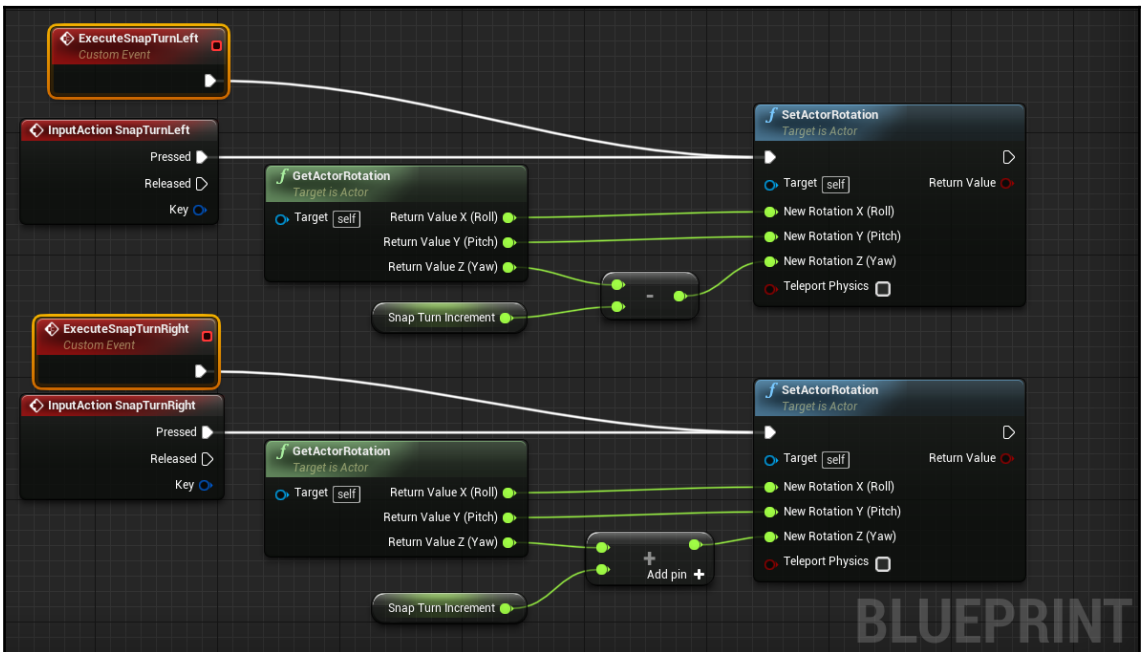 ExecuteSnapTurnLeft
Custom Event
InputAction SnapTurnLeft
Pressed
Released
Key
GetActorRotation
Target is Actor
Target self
Return Value X (Roll)
Return Value Y (Pitch)
Return Value Z (Yaw)
Snap Turn Increment
-
SetActorRotation
Target is Actor
Target self
Return Value
New Rotation X (Roll)
New Rotation Y (Pitch)
New Rotation Z (Yaw)
Teleport Physics
ExecuteSnapTurnRight
Custom Event
InputAction SnapTurnRight
Pressed
Released
Key
GetActorRotation
Target is Actor
Target self
Return Value X (Roll)
Return Value Y (Pitch)
Return Value Z (Yaw)
Snap Turn Increment
+
Add pin +
SetActorRotation
Target is Actor
Target self
Return Value
New Rotation X (Roll)
New Rotation Y (Pitch)
New Rotation Z (Yaw)
Teleport Physics
BLUEPRINT